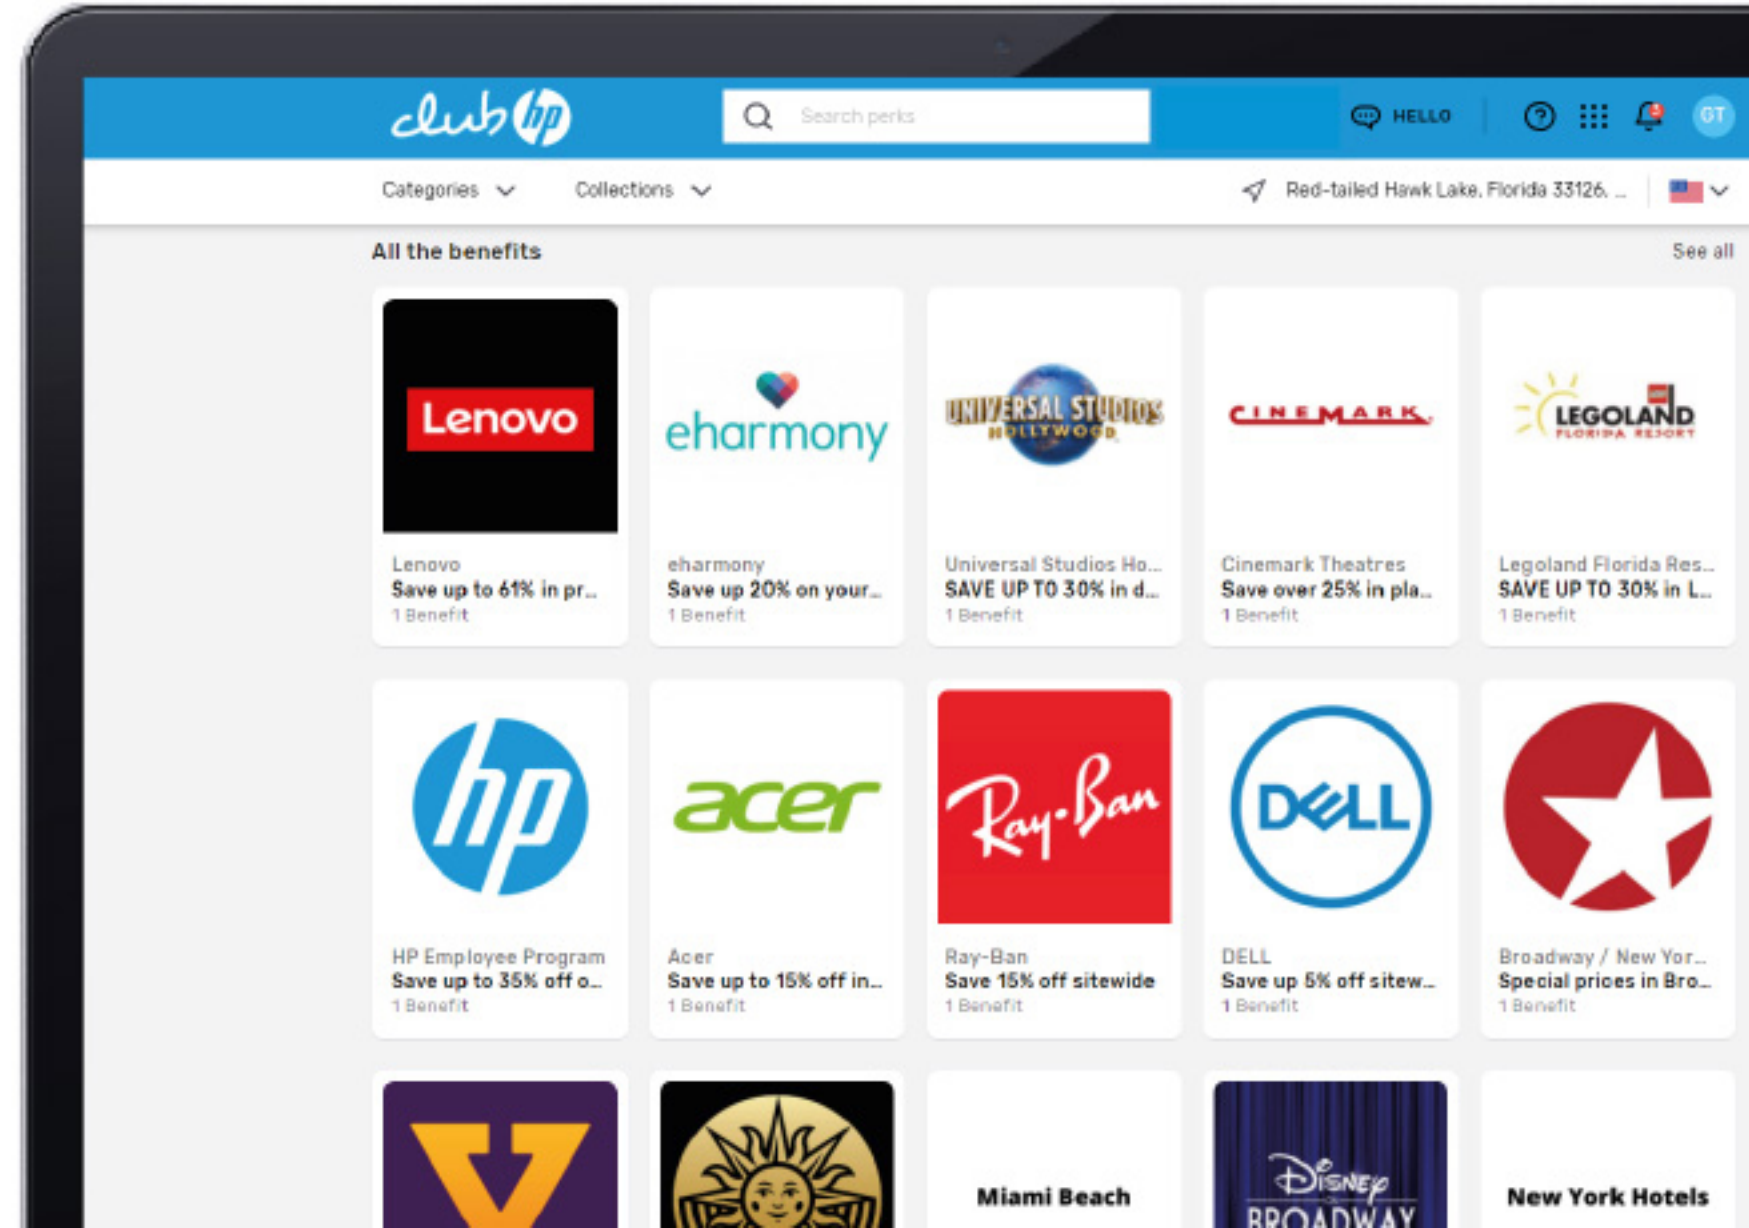 club hp
Search perks
HELLO
GT
Categories
Collections
Red-tailed Hawk Lake, Florida 33126, ...
All the benefits
See all
Lenovo
eharmony
UNIVERSAL STUDIOS
HOLLYWOOD
CINEMARK
LEGOLAND
FLORIDA RESORT
Lenovo
Save up to 61% in pr...
1 Benefit
eharmony
Save up 20% on your...
1 Benefit
Universal Studios Ho...
SAVE UP TO 30% in d...
1 Benefit
Cinemark Theatres
Save over 25% in pla...
1 Benefit
Legoland Florida Res...
SAVE UP TO 30% in L...
1 Benefit
hp
acer
Ray-Ban
DELL
HP Employee Program
Save up to 35% off o...
1 Benefit
Acer
Save up to 15% off in...
1 Benefit
Ray-Ban
Save 15% off sitewide
1 Benefit
DELL
Save up 5% off sitew...
1 Benefit
Broadway / New Yor...
Special prices in Bro...
1 Benefit
Miami Beach
DISNEY
BROADWAY
New York Hotels